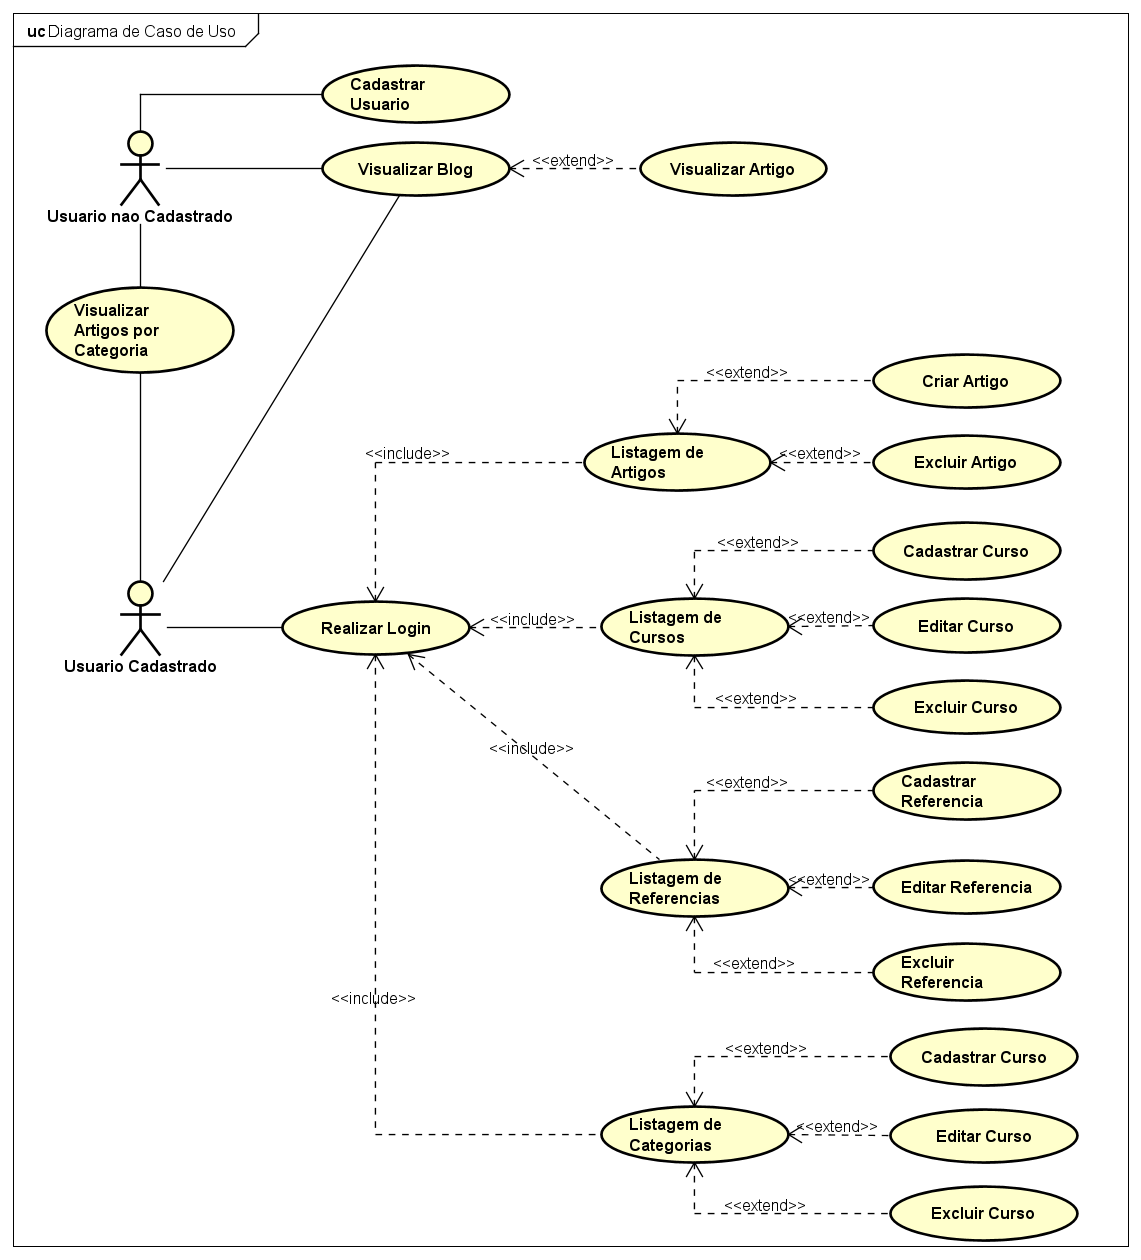 uc Diagrama de Caso de Uso
Cadastrar
Usuario
Visualizar Blog
<<extend>>
Visualizar Artigo
Usuario nao Cadastrado
Visualizar
Artigos por
Categoria
<<extend>>
Criar Artigo
<<include>>
Listagem de
Artigos
<<extend>>
Excluir Artigo
<<extend>>
Cadastrar Curso
Usuario Cadastrado
Realizar Login
<<include>>
Listagem de
Cursos
<<extend>>
Editar Curso
<<extend>>
Excluir Curso
<<include>>
<<extend>>
Cadastrar
Referencia
Listagem de
Referencias
<<extend>>
Editar Referencia
<<extend>>
Excluir
Referencia
<<include>>
<<extend>>
Cadastrar Curso
Listagem de
Categorias
<<extend>>
Editar Curso
<<extend>>
Excluir Curso